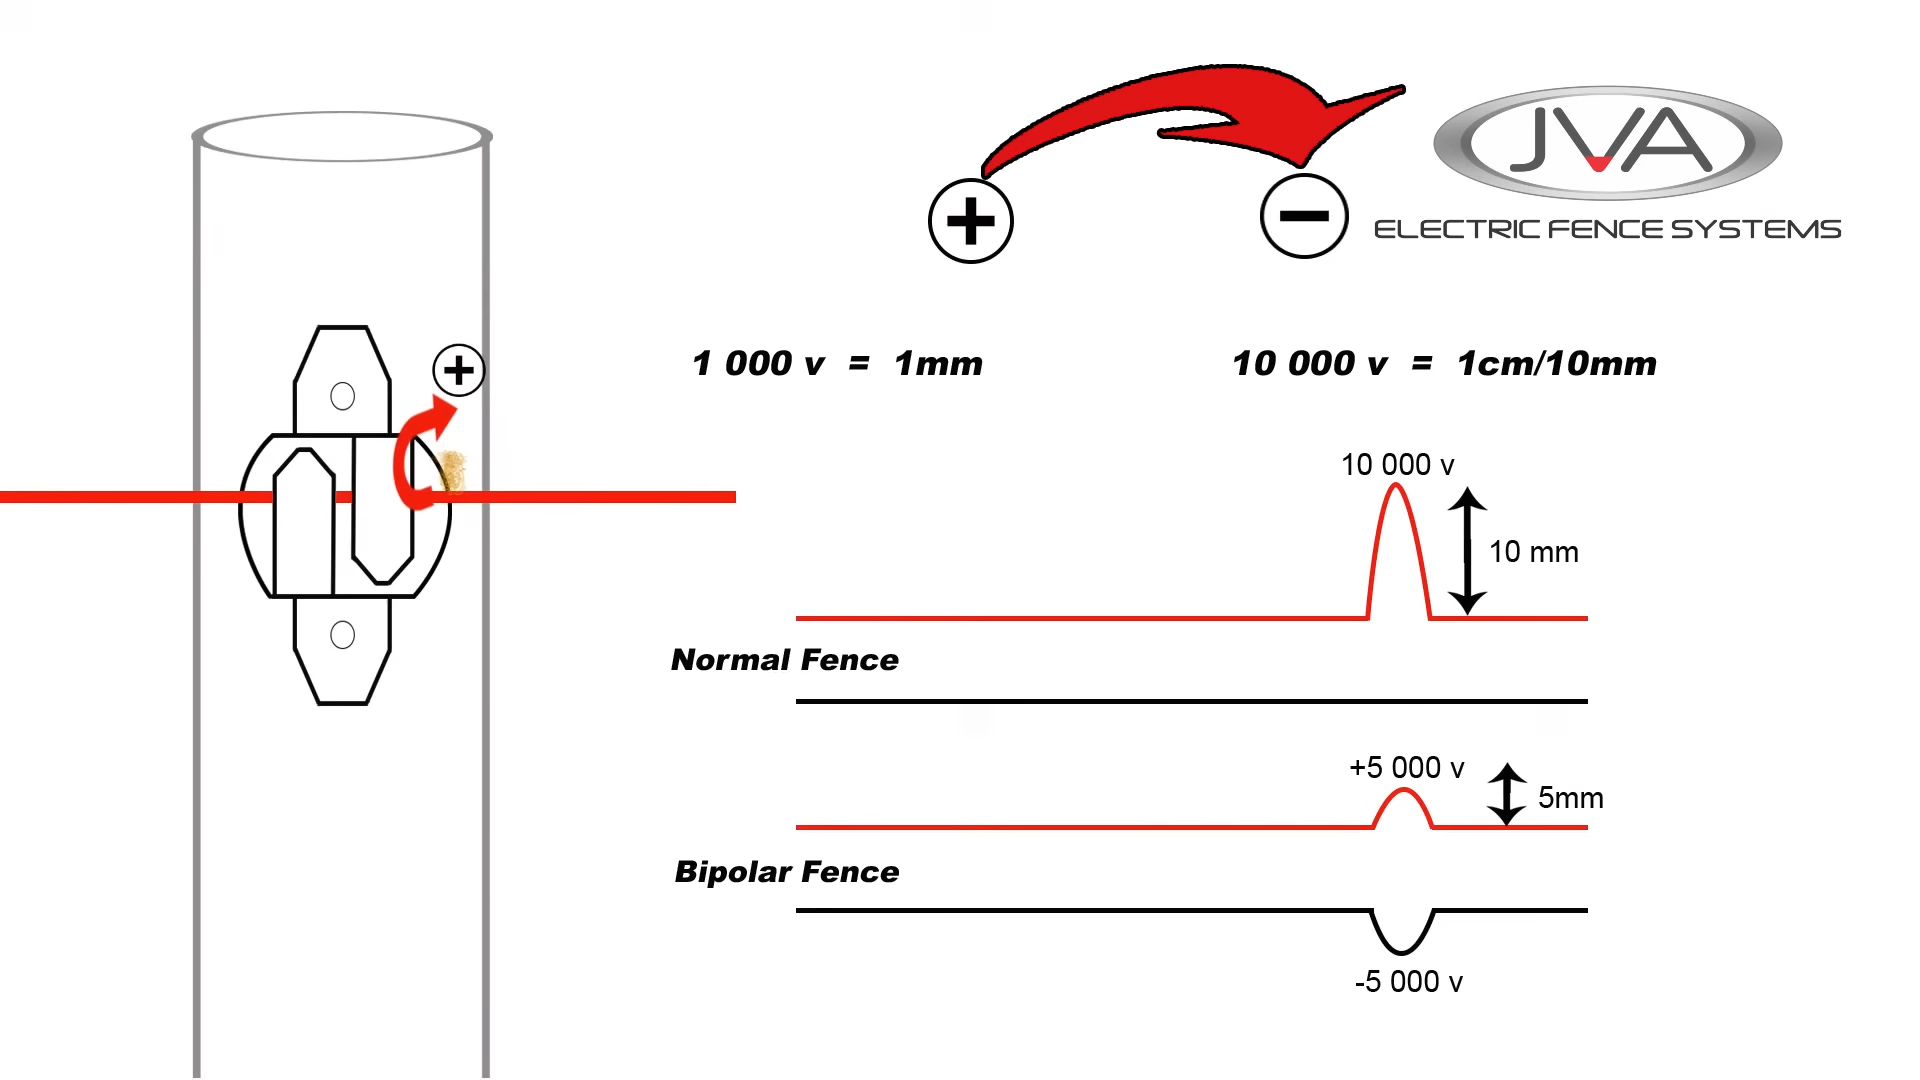 JVA
ELECTRIC FENCE SYSTEMS
1 000 v = 1mm
10 000 v = 1cm/10mm
10 000 v
10 mm
Normal Fence
+5 000 v
5mm
Bipolar Fence
-5 000 v